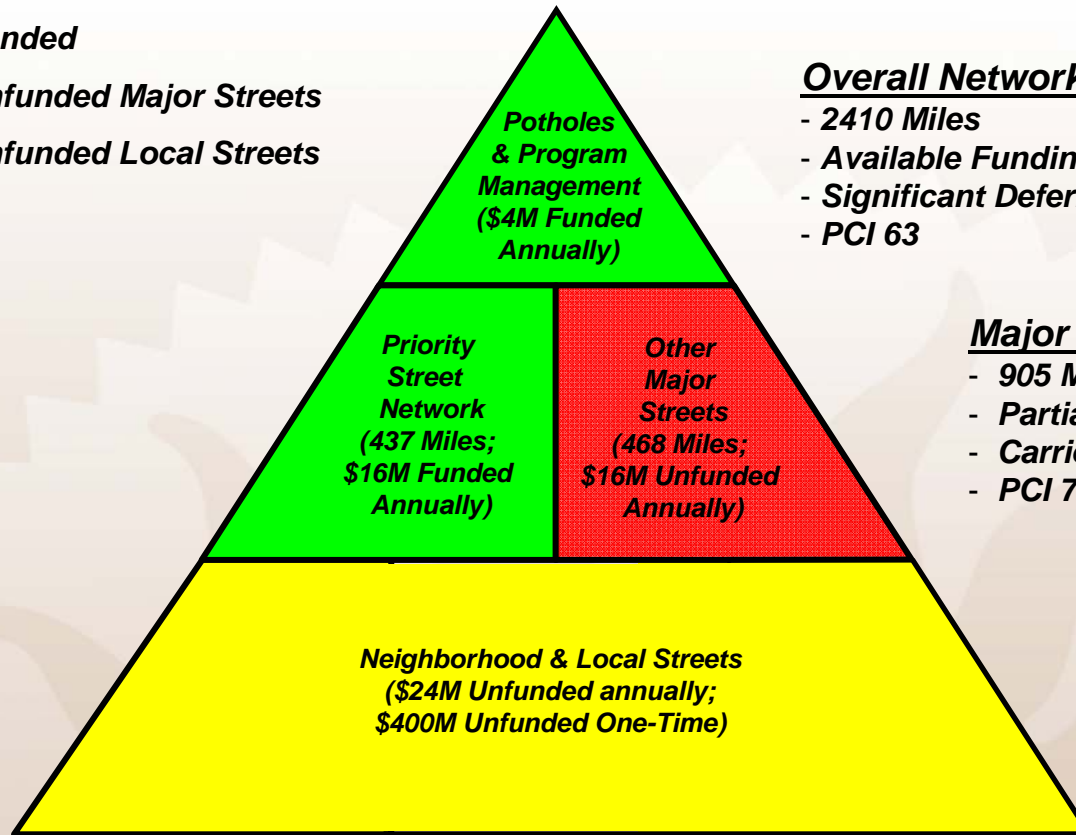 nded
nfunded Major Streets
nfunded Local Streets
Overall Network
- 2410 Miles
- Available Fundin
- Significant Defer
- PCI 63
Major
- 905 M
- Partia
- Carri
- PCI 7
Potholes
& Program
Management
($4M Funded
Annually)
Priority
Street
Network
(437 Miles;
$16M Funded
Annually)
Other
Major
Streets
(468 Miles;
$16M Unfunded
Annually)
Neighborhood & Local Streets
($24M Unfunded annually;
$400M Unfunded One-Time)